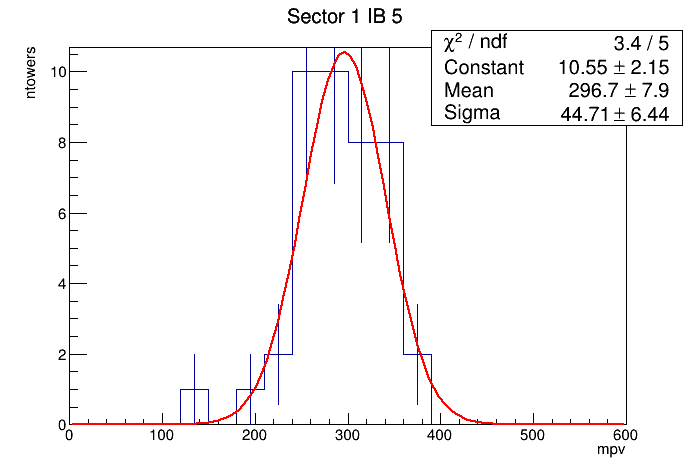 Sector 1 IB 5
χ² / ndf 3.4 / 5
Constant 10.55 ± 2.15
Mean 296.7 ± 7.9
Sigma 44.71 ± 6.44
ntowers
10
8
6
4
2
0
0 100 200 300 400 500 600
mpv